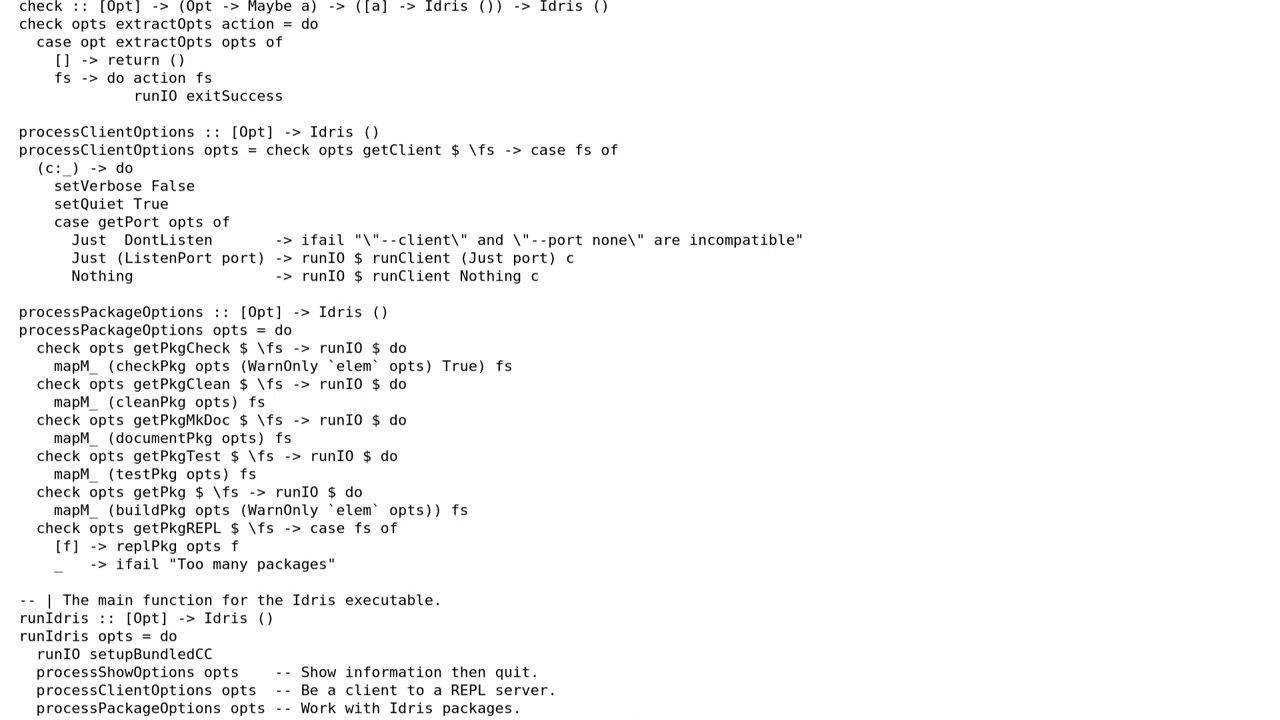 check :: [Opt] -> (Opt -> Maybe a) -> ([a] -> Idris ()) -> Idris ()
check opts extractOpts action = do
  case opt extractOpts opts of
    [] -> return ()
    fs -> do action fs
             runIO exitSuccess

processClientOptions :: [Opt] -> Idris ()
processClientOptions opts = check opts getClient $ \fs -> case fs of
  (c:_) -> do
    setVerbose False
    setQuiet True
    case getPort opts of
      Just  DontListen       -> ifail "\"--client\" and \"--port none\" are incompatible"
      Just (ListenPort port) -> runIO $ runClient (Just port) c
      Nothing                -> runIO $ runClient Nothing c

processPackageOptions :: [Opt] -> Idris ()
processPackageOptions opts = do
  check opts getPkgCheck $ \fs -> runIO $ do
    mapM_ (checkPkg opts (WarnOnly `elem` opts) True) fs
  check opts getPkgClean $ \fs -> runIO $ do
    mapM_ (cleanPkg opts) fs
  check opts getPkgMkDoc $ \fs -> runIO $ do
    mapM_ (documentPkg opts) fs
  check opts getPkgTest $ \fs -> runIO $ do
    mapM_ (testPkg opts) fs
  check opts getPkg $ \fs -> runIO $ do
    mapM_ (buildPkg opts (WarnOnly `elem` opts)) fs
  check opts getPkgREPL $ \fs -> case fs of
    [f] -> replPkg opts f
    _   -> ifail "Too many packages"

-- | The main function for the Idris executable.
runIdris :: [Opt] -> Idris ()
runIdris opts = do
  runIO setupBundledCC
  processShowOptions opts    -- Show information then quit.
  processClientOptions opts  -- Be a client to a REPL server.
  processPackageOptions opts -- Work with Idris packages.